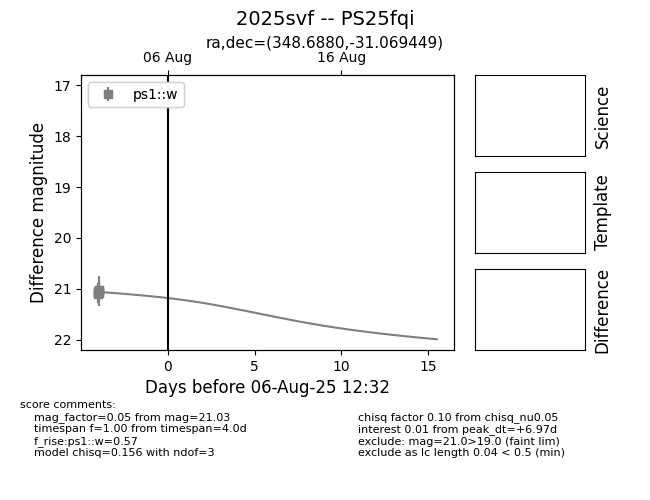 2025svf -- PS25fqi
ra,dec=(348.6880,-31.069449)
06 Aug
16 Aug
ps1::w
17
18
19
20
21
22
Difference magnitude
0
5
10
15
Days before 06-Aug-25 12:32
Science
Template
Difference
score comments:
mag_factor=0.05 from mag=21.03
timespan f=1.00 from timespan=4.0d
f_rise:ps1::w=0.57
model chisq=0.156 with ndof=3
chisq factor 0.10 from chisq_nu0.05
interest 0.01 from peak_dt=+6.97d
exclude: mag=21.0>19.0 (faint lim)
exclude as lc length 0.04 < 0.5 (min)